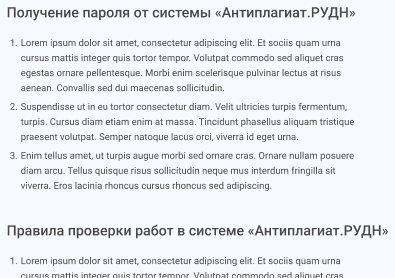 Получение пароля от системы «Антиплагиат.РУДН»
1. Lorem ipsum dolor sit amet, consectetur adipiscing elit. Et sociis quam urna
cursus mattis integer quis tortor tempor. Volutpat commodo sed aliquet cras
egestas ornare pellentesque. Morbi enim scelerisque pulvinar lectus at risus
aenean. Convallis sed dui maecenas sollicitudin.
2. Suspendisse ut in eu tortor consectetur diam. Velit ultricies turpis fermentum,
turpis. Cursus diam etiam enim at massa. Tincidunt phasellus aliquam tristique
praesent volutpat. Semper natoque lacus orci, viverra id eget urna.
3. Enim tellus amet, ut turpis augue morbi sed ornare cras. Ornare nullam posuere
diam arcu. Tellus quisque risus sollicitudin neque mus interdum fringilla sit
viverra. Eros lacinia rhoncus cursus rhoncus sed adipiscing.
Правила проверки работ в системе «Антиплагиат.РУДН»
1. Lorem ipsum dolor sit amet, consectetur adipiscing elit. Et sociis quam urna
cursus mattis integer quis tortor tempor. Volutpat commodo sed aliquet cras